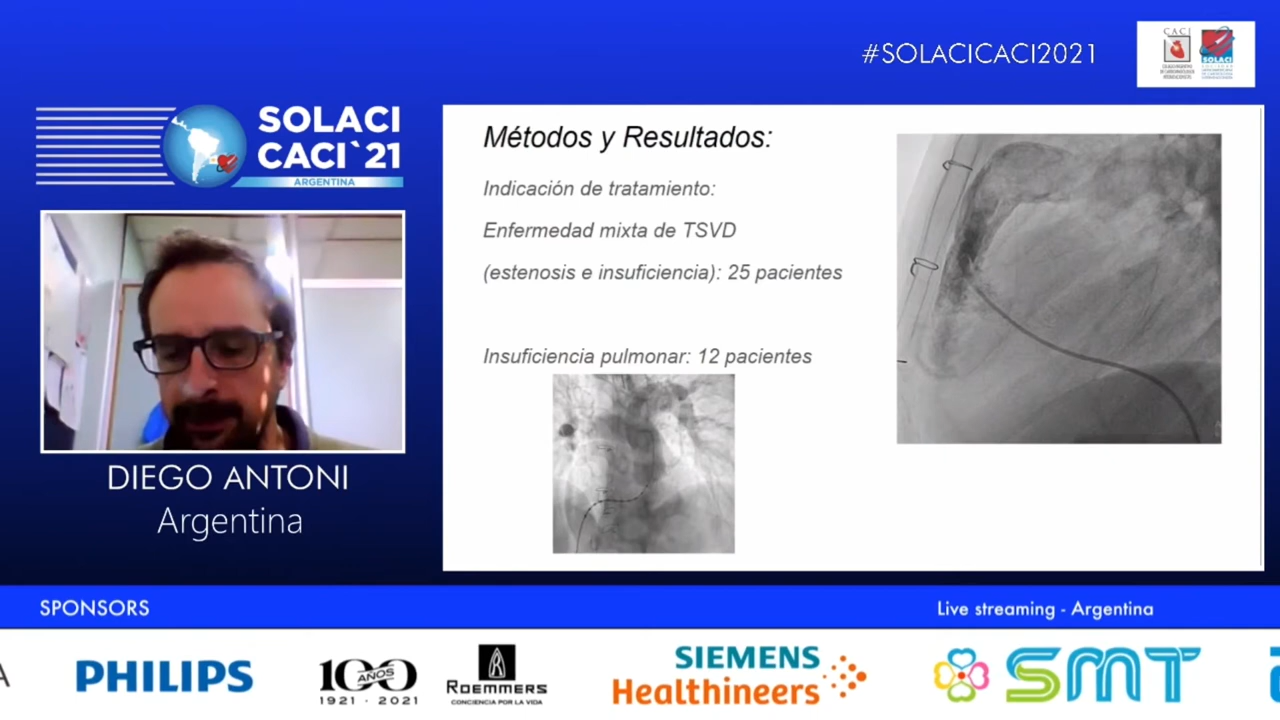 #SOLACICACI2021
CACI
SOLACI
SOLACI
CACI`21
ARGENTINA
Métodos y Resultados:
Indicación de tratamiento:
Enfermedad mixta de TSVD
(estenosis e insuficiencia): 25 pacientes
Insuficiencia pulmonar: 12 pacientes
DIEGO ANTONI
Argentina
SPONSORS
Live streaming - Argentina
A
PHILIPS
100
AÑOS
1921 · 2021
ROEMMERS
CONCIENCIA POR LA VIDA
SIEMENS
Healthineers
SMT